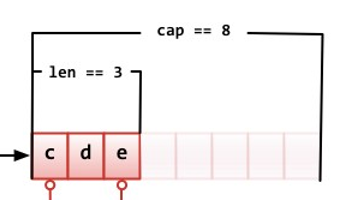 cap == 8
len == 3
c d e